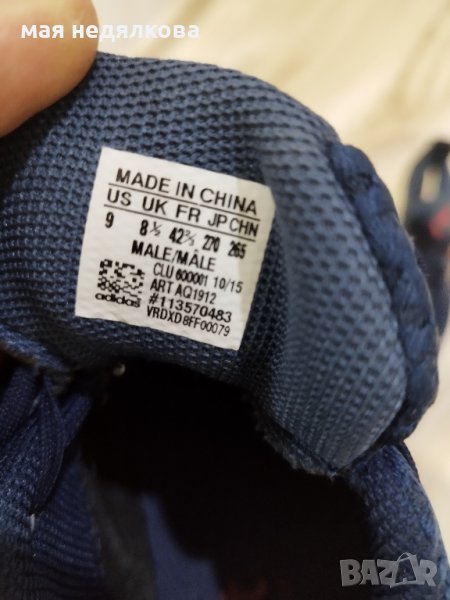 мая недялкова
MADE IN CHINA
US UK FR JP CHN
9 8½ 42⅔ 270 265
MALE/MÂLE
CLU 600001 10/15
ART AQ1912
adidas #113570483
VRDXD8FF00079
BAZAR